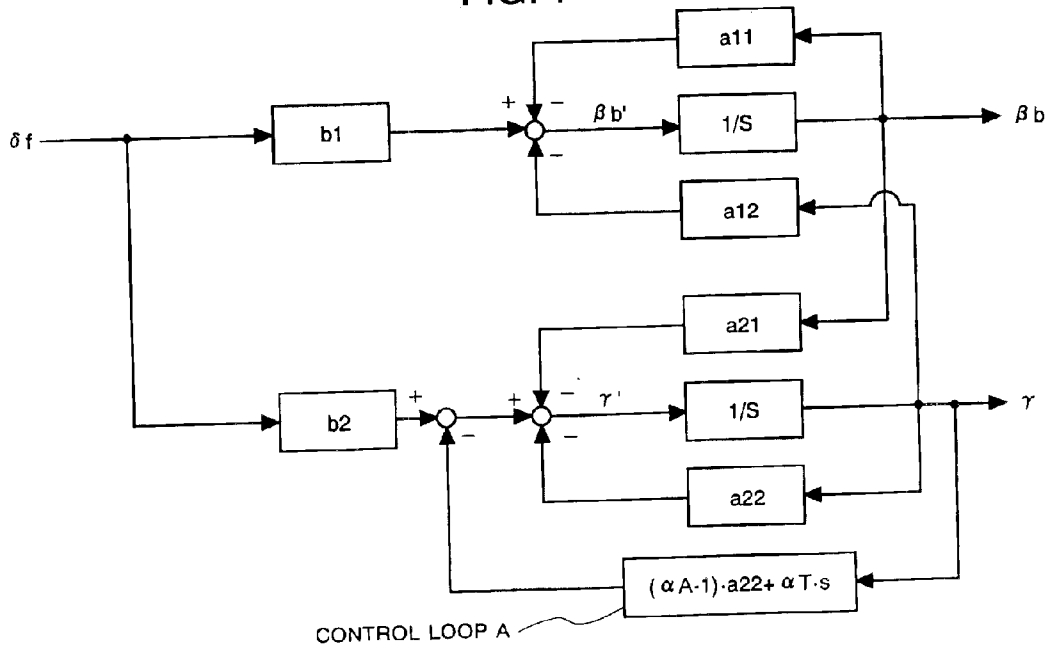 a11
+ −
βb'
1/S
βb
δf
b1
−
a12
a21
+
+ −
γ'
1/S
γ
b2
−
−
a22
(αA-1)·a22+ αT·s
CONTROL LOOP A